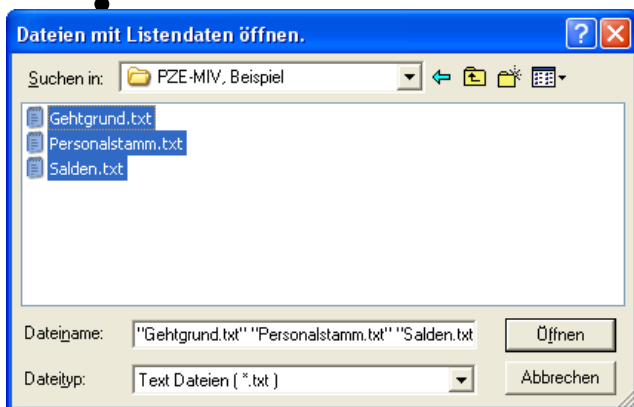 Dateien mit Listendaten öffnen.
Suchen in: PZE-MIV, Beispiel
Gehtgrund.txt
Personalstamm.txt
Salden.txt
Dateiname: "Gehtgrund.txt" "Personalstamm.txt" "Salden.txt Öffnen
Dateityp: Text Dateien ( *.txt ) Abbrechen